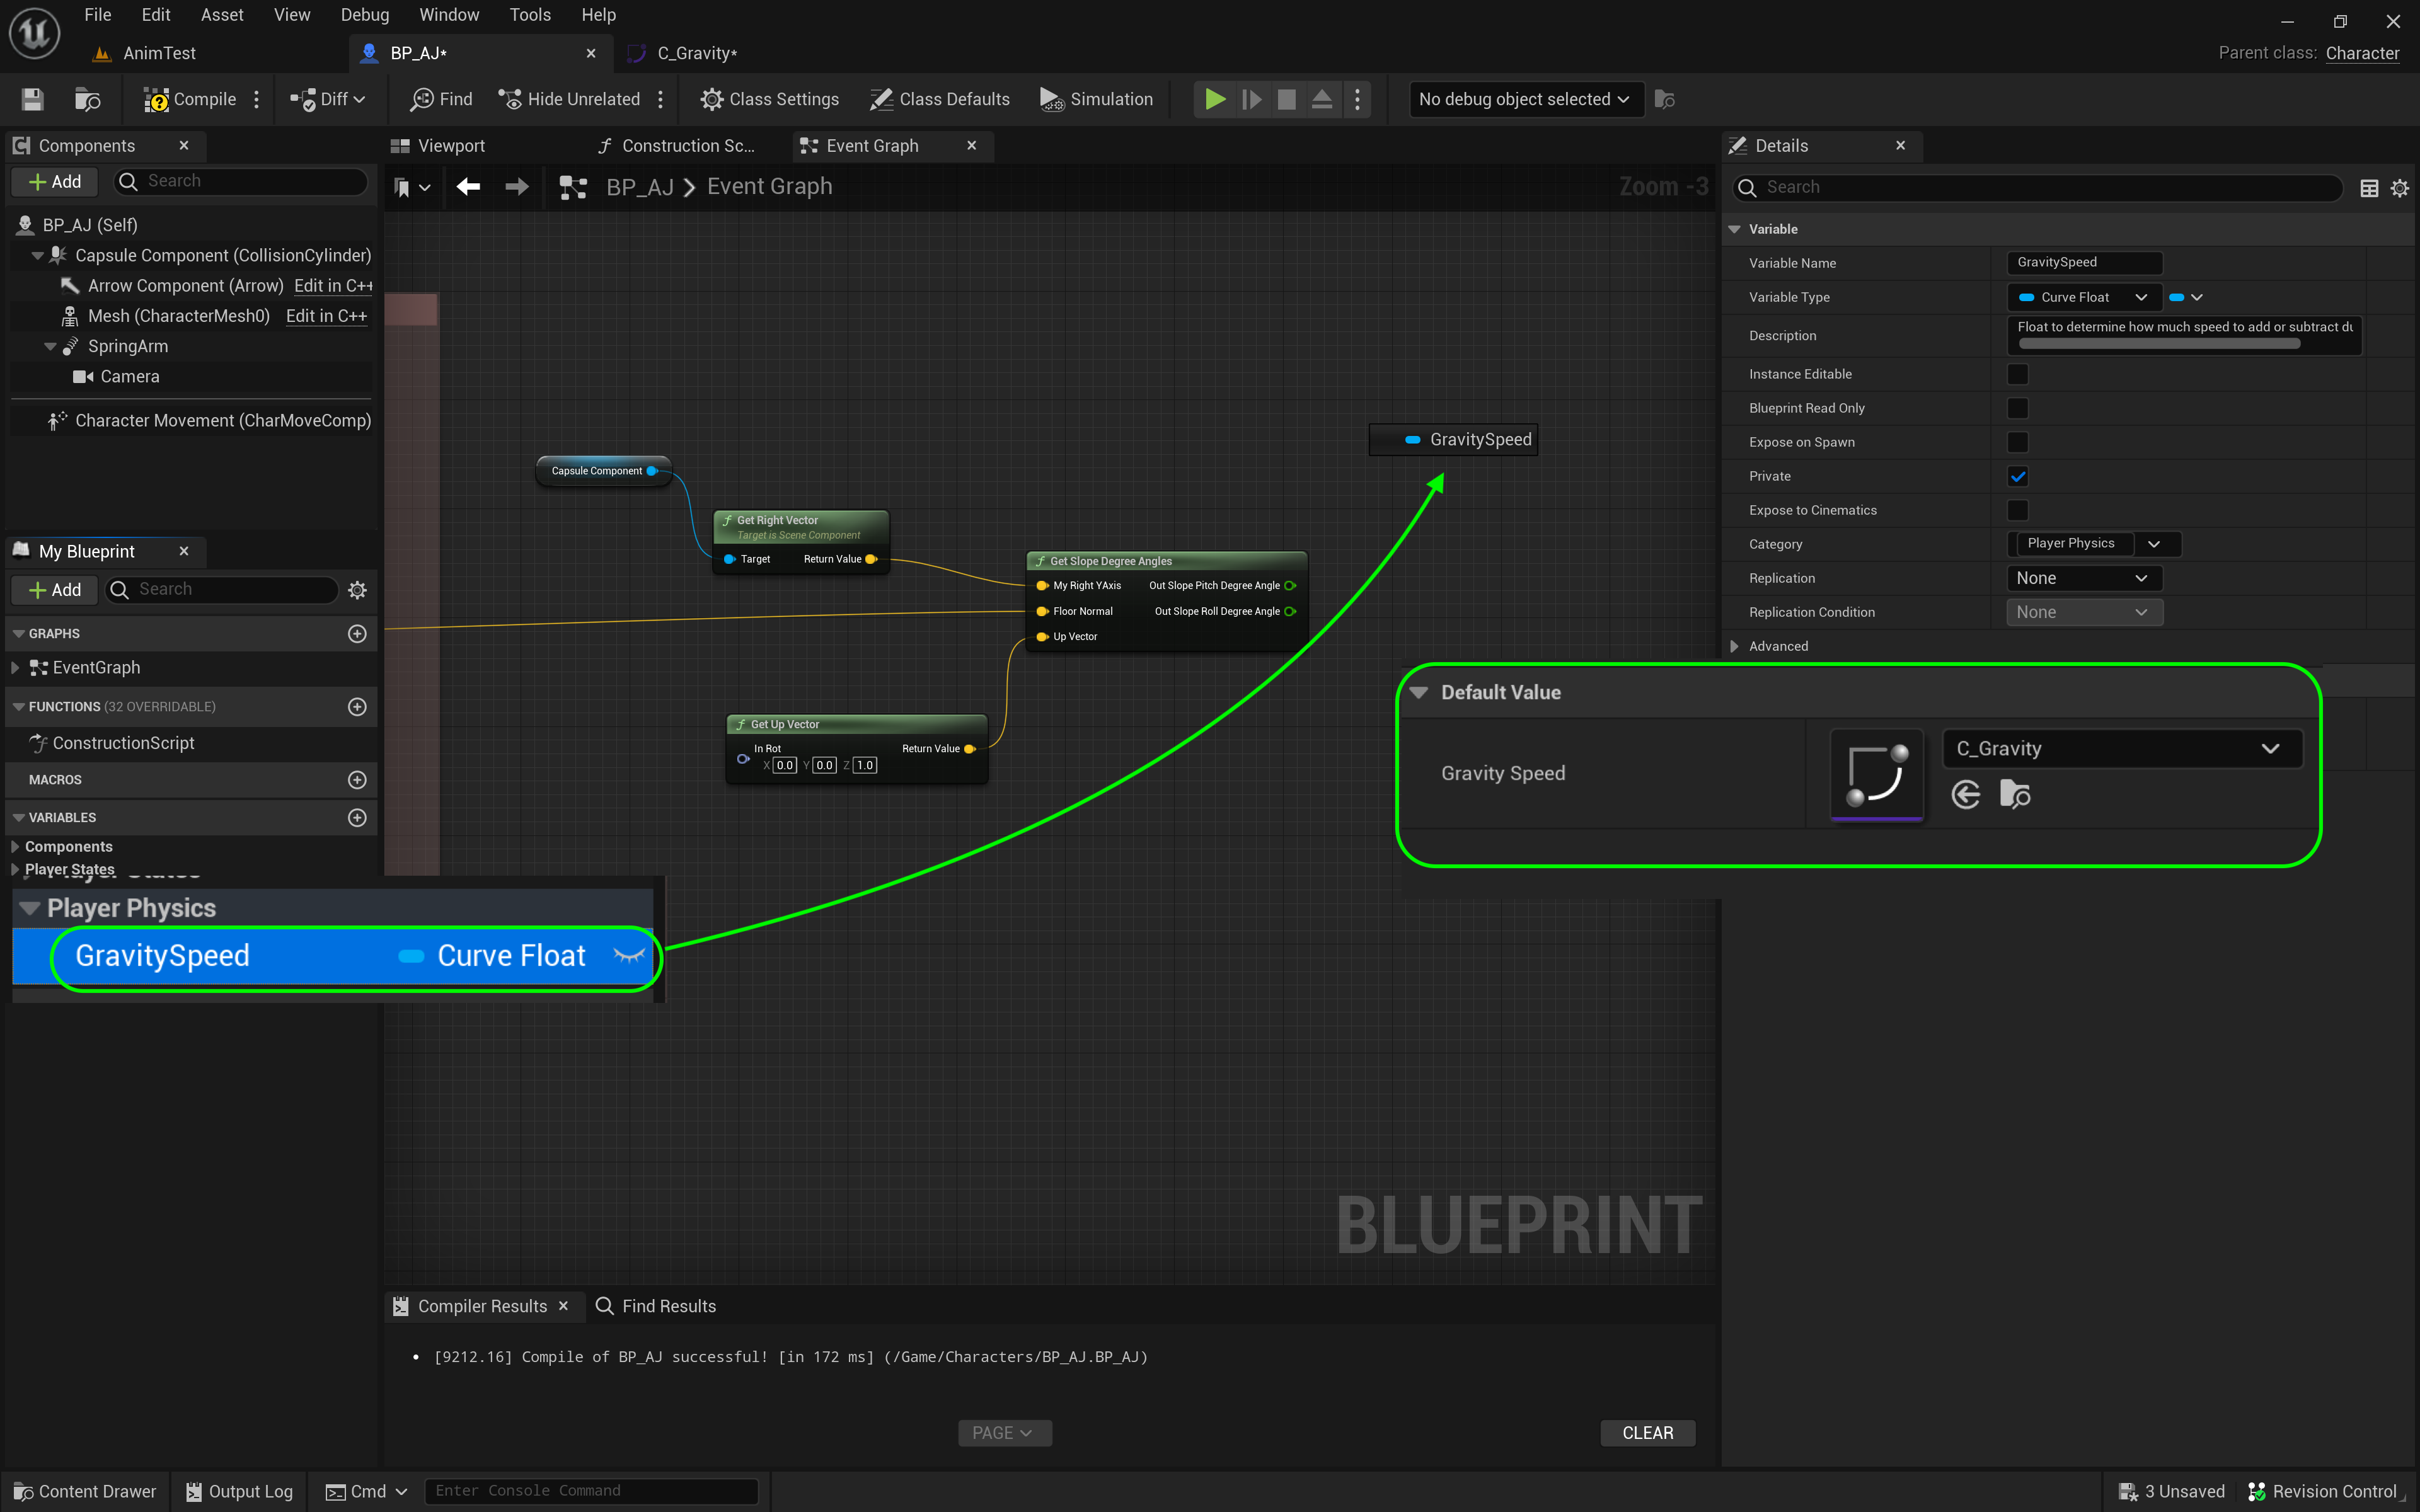 File Edit Asset View Debug Window Tools Help
AnimTest
BP_AJ*
C_Gravity*
Parent class: Character
Compile
Diff
Find
Hide Unrelated
Class Settings
Class Defaults
Simulation
No debug object selected
Components
Add
Search
BP_AJ (Self)
Capsule Component (CollisionCylinder)
Arrow Component (Arrow) Edit in C++
Mesh (CharacterMesh0) Edit in C++
SpringArm
Camera
Character Movement (CharMoveComp)
My Blueprint
Add
Search
GRAPHS
EventGraph
FUNCTIONS (32 OVERRIDABLE)
ConstructionScript
MACROS
VARIABLES
Components
Player States
Player Physics
GravitySpeed Curve Float
Viewport
Construction Sc...
Event Graph
BP_AJ > Event Graph
Zoom -3
GravitySpeed
Capsule Component
Get Right Vector
Target is Scene Component
Target Return Value
Get Slope Degree Angles
My Right YAxis Out Slope Pitch Degree Angle
Floor Normal Out Slope Roll Degree Angle
Up Vector
Get Up Vector
In Rot Return Value
X 0.0 Y 0.0 Z 1.0
BLUEPRINT
Compiler Results
Find Results
[9212.16] Compile of BP_AJ successful! [in 172 ms] (/Game/Characters/BP_AJ.BP_AJ)
PAGE
CLEAR
Details
Search
Variable
Variable Name GravitySpeed
Variable Type Curve Float
Description Float to determine how much speed to add or subtract du
Instance Editable
Blueprint Read Only
Expose on Spawn
Private
Expose to Cinematics
Category Player Physics
Replication None
Replication Condition None
Advanced
Default Value
Gravity Speed C_Gravity
Content Drawer
Output Log
Cmd
Enter Console Command
3 Unsaved
Revision Control